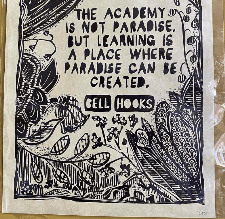 THE ACADEMY
IS NOT PARADISE.
BUT LEARNING IS
A PLACE WHERE
PARADISE CAN BE
CREATED.
BELL HOOKS